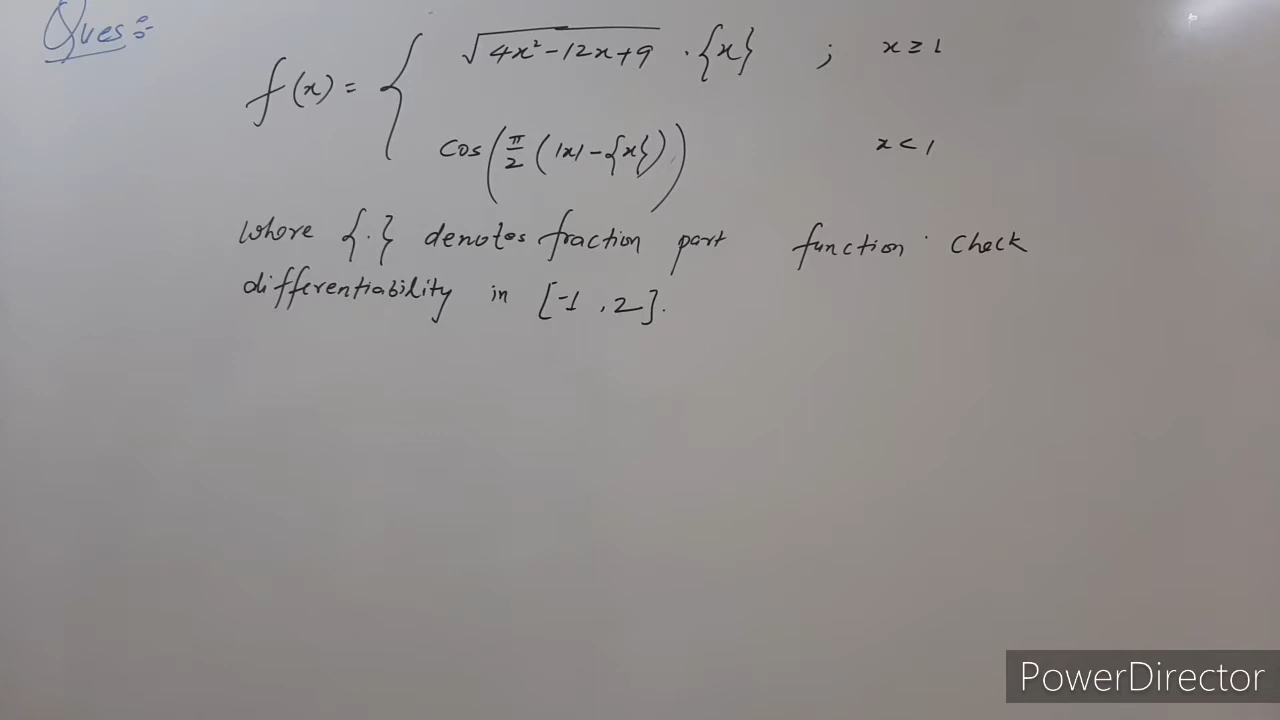 Ques:-
f(x) = { √(4x²-12x+9) · {x} ; x ≥ 1
cos(π/2 (|x| - {x})) x < 1
Where {.} denotes fraction part function. Check
differentiability in [-1, 2].
PowerDirector